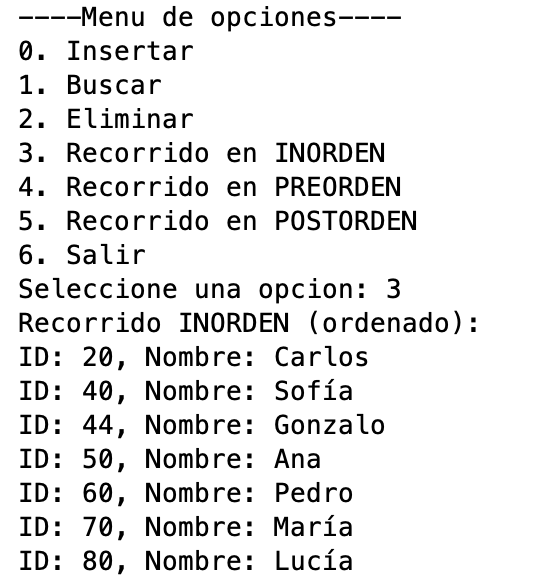 ----Menu de opciones----
0. Insertar
1. Buscar
2. Eliminar
3. Recorrido en INORDEN
4. Recorrido en PREORDEN
5. Recorrido en POSTORDEN
6. Salir
Seleccione una opcion: 3
Recorrido INORDEN (ordenado):
ID: 20, Nombre: Carlos
ID: 40, Nombre: Sofía
ID: 44, Nombre: Gonzalo
ID: 50, Nombre: Ana
ID: 60, Nombre: Pedro
ID: 70, Nombre: María
ID: 80, Nombre: Lucía